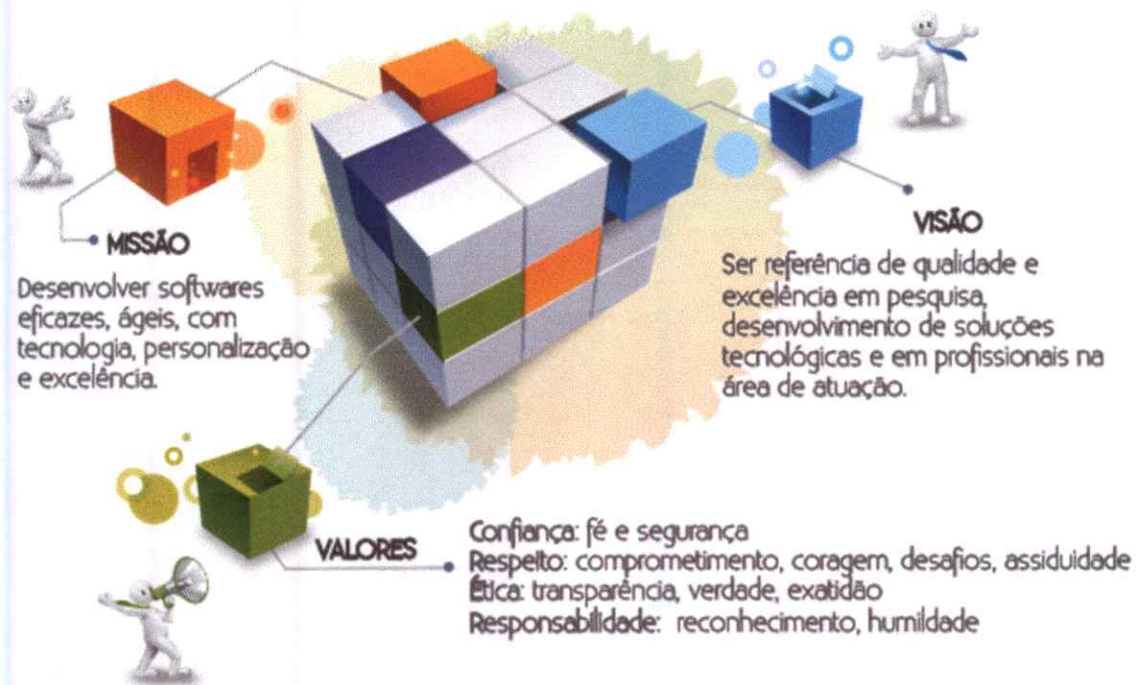 MISSÃO
Desenvolver softwares
eficazes, ágeis, com
tecnologia, personalização
e excelência.
VISÃO
Ser referência de qualidade e
excelência em pesquisa,
desenvolvimento de soluções
tecnológicas e em profissionais na
área de atuação.
VALORES
Confiança: fé e segurança
Respeito: comprometimento, coragem, desafios, assiduidade
Ética: transparência, verdade, exatidão
Responsabilidade: reconhecimento, humildade